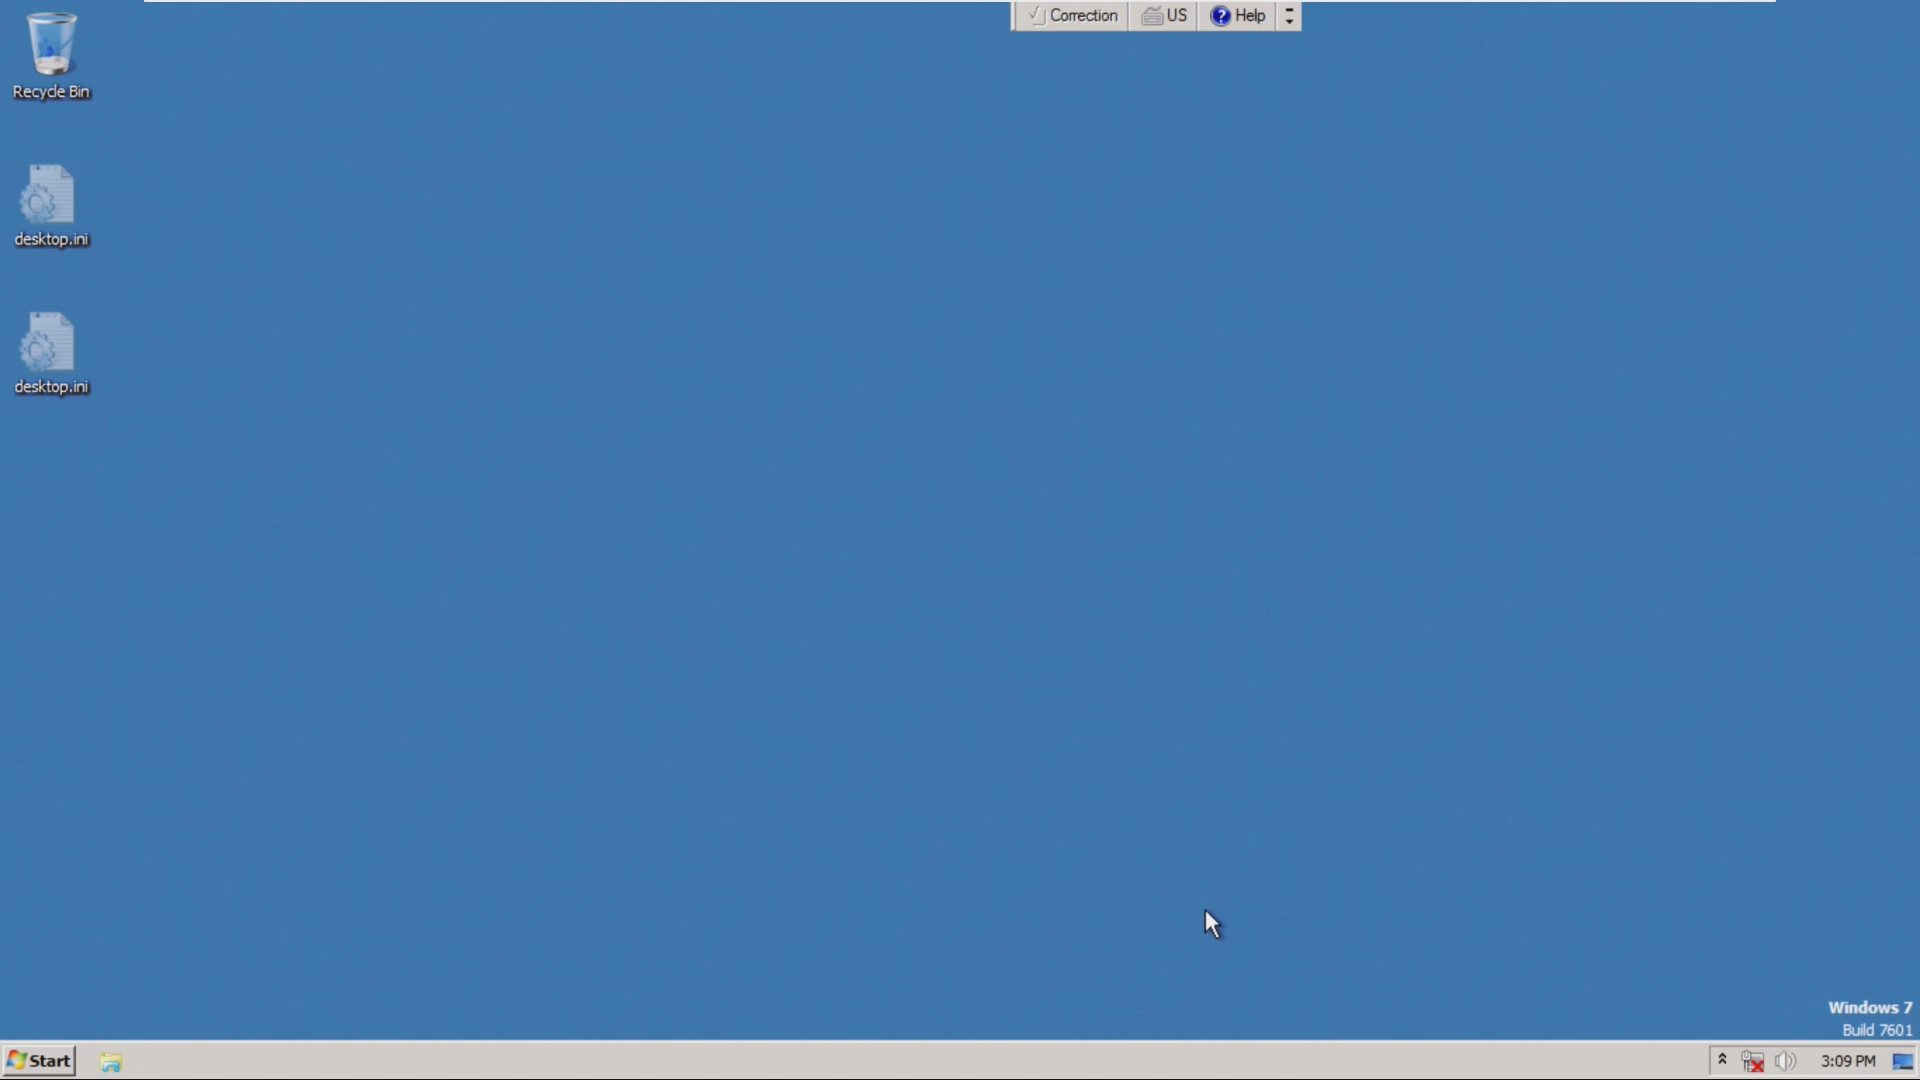 Correction US Help
Recycle Bin
desktop.ini
desktop.ini
Windows 7
Build 7601
Start 3:09 PM